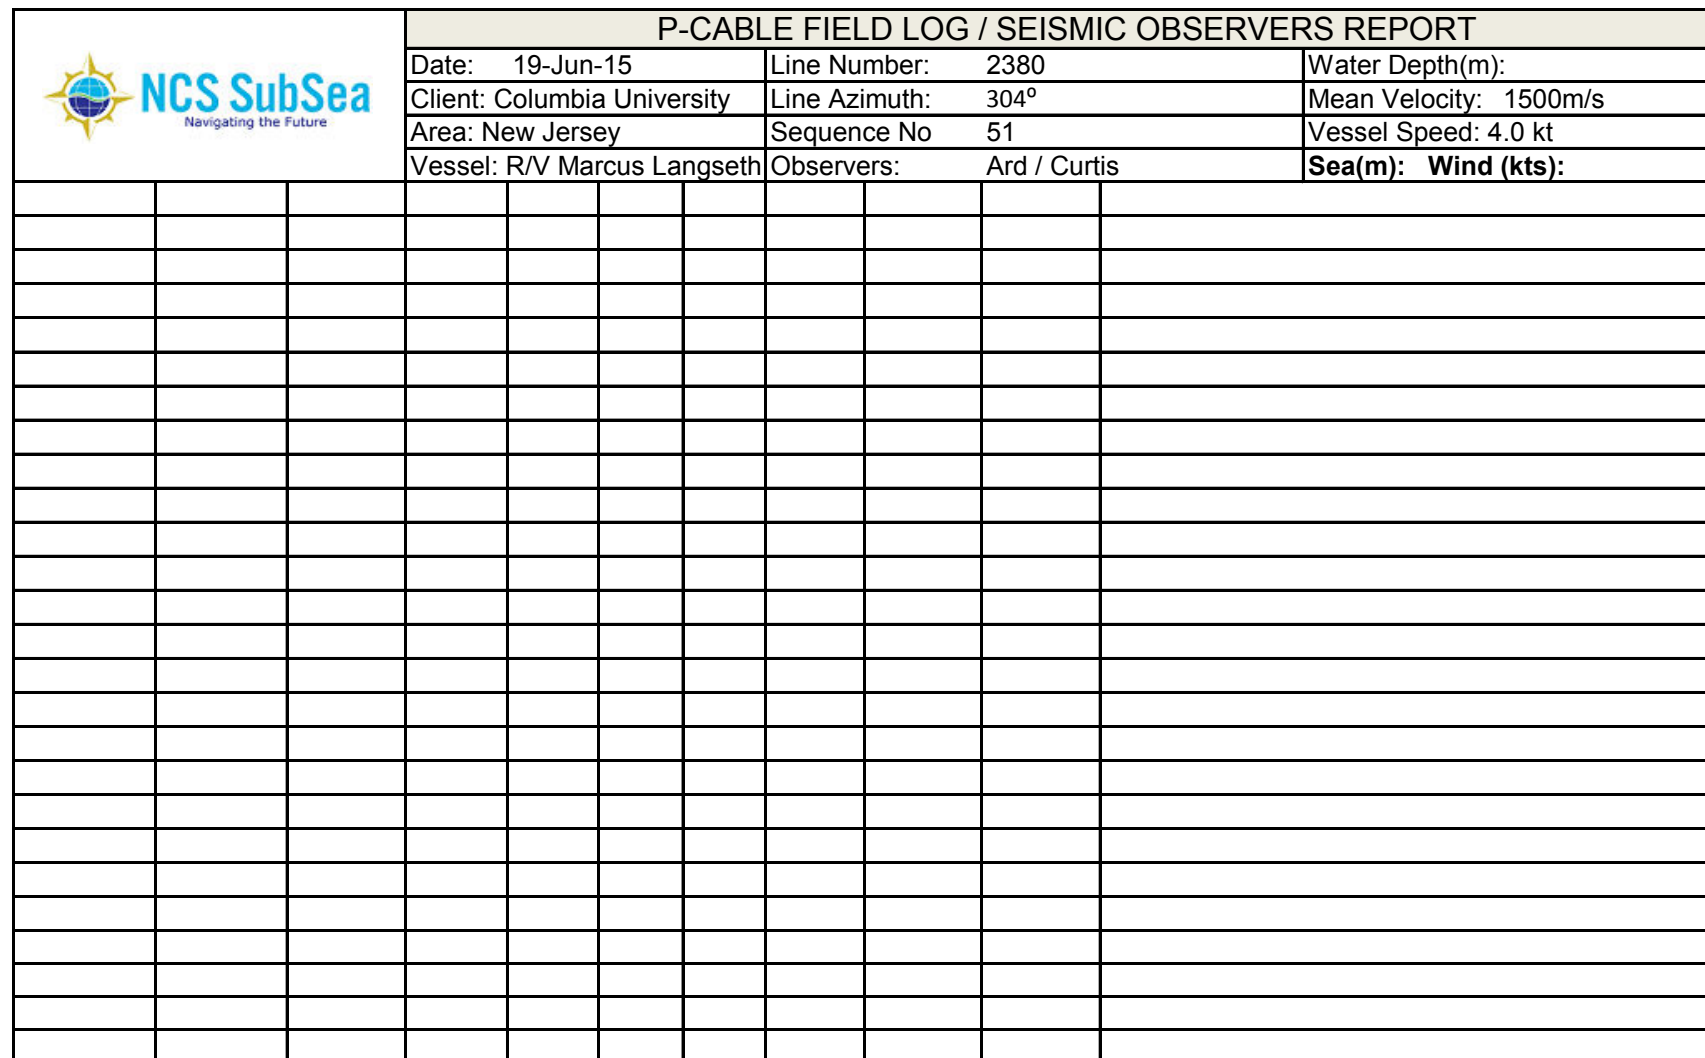 P-CABLE FIELD LOG / SEISMIC OBSERVERS REPORT
NCS SubSea
Navigating the Future
Date: 19-Jun-15 Line Number: 2380 Water Depth(m):
Client: Columbia University Line Azimuth: 304º Mean Velocity: 1500m/s
Area: New Jersey Sequence No 51 Vessel Speed: 4.0 kt
Vessel: R/V Marcus Langseth Observers: Ard / Curtis Sea(m): Wind (kts):